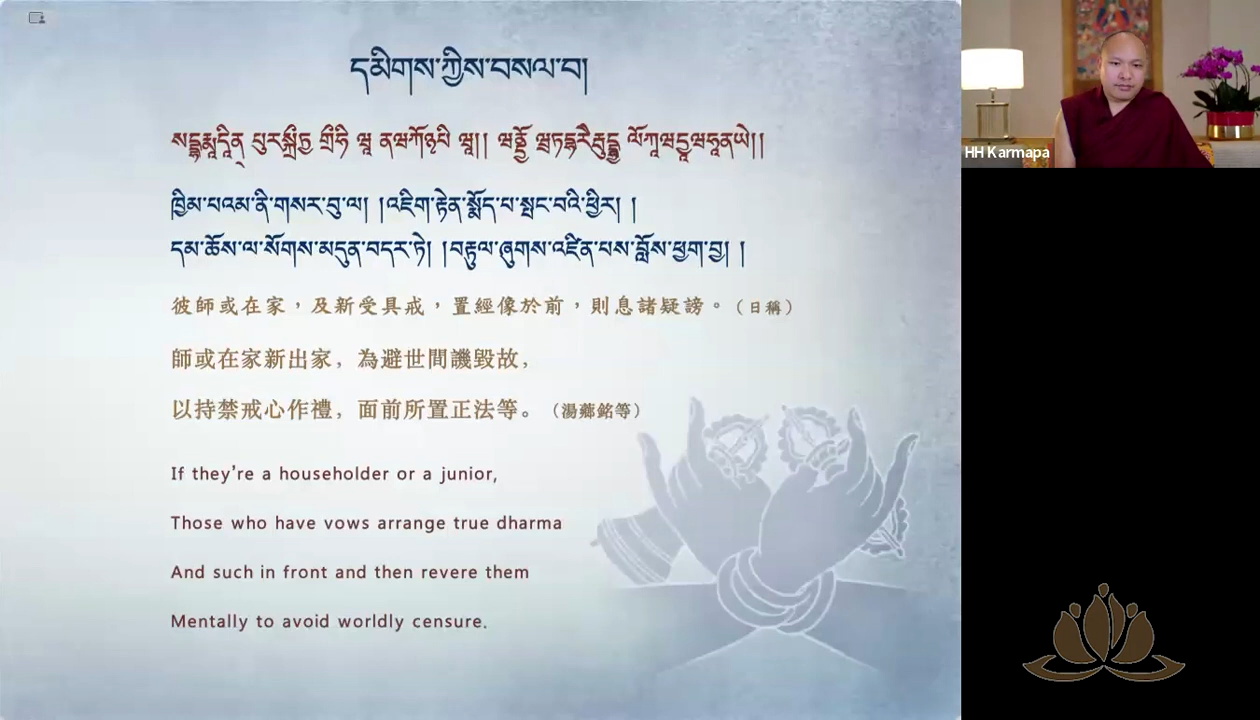 དམིགས་ཀྱིས་བསལ་བ།
ཁྱིམ་པའམ་ནི་གསར་བུ་ལ། །འཇིག་རྟེན་སྨོད་པ་སྤང་བའི་ཕྱིར། །
དམ་ཆོས་ལ་སོགས་མདུན་བདར་ཏེ། །བརྟུལ་ཞུགས་འཛིན་པས་བློས་ཕྱག་བྱ། །
彼師或在家，及新受具戒，置經像於前，則息諸疑謗。（日稱）
師或在家新出家，為避世間譏毀故，
以持禁戒心作禮，面前所置正法等。（湯薌銘等）
If they’re a householder or a junior,
Those who have vows arrange true dharma
And such in front and then revere them
Mentally to avoid worldly censure.
HH Karmapa